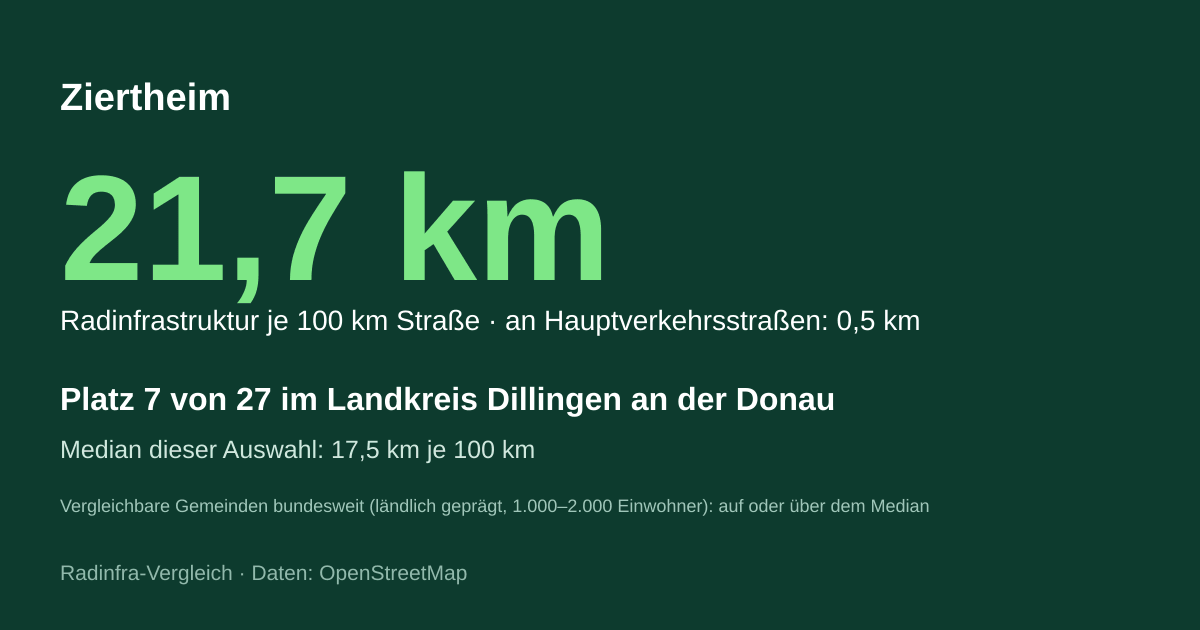 Ziertheim
21,7 km
Radinfrastruktur je 100 km Straße · an Hauptverkehrsstraßen: 0,5 km
Platz 7 von 27 im Landkreis Dillingen an der Donau
Median dieser Auswahl: 17,5 km je 100 km
Vergleichbare Gemeinden bundesweit (ländlich geprägt, 1.000–2.000 Einwohner): auf oder über dem Median
Radinfra-Vergleich · Daten: OpenStreetMap